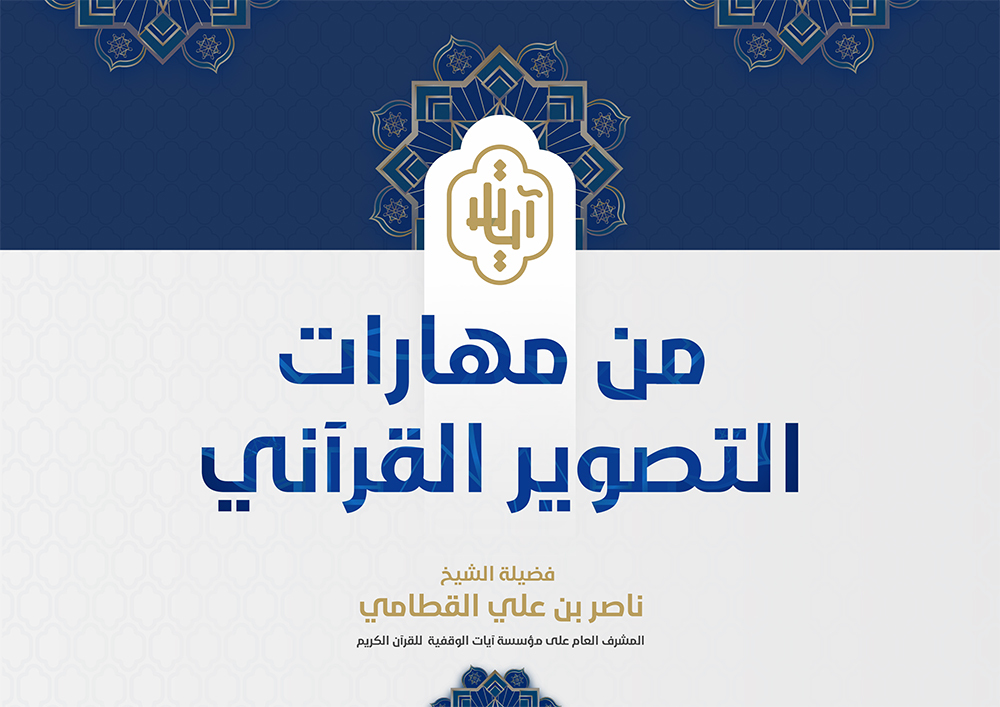 آيات
من مهارات
التصوير القرآني
فضيلة الشيخ
ناصر بن علي القطامي
المشرف العام على مؤسسة آيات الوقفية للقرآن الكريم